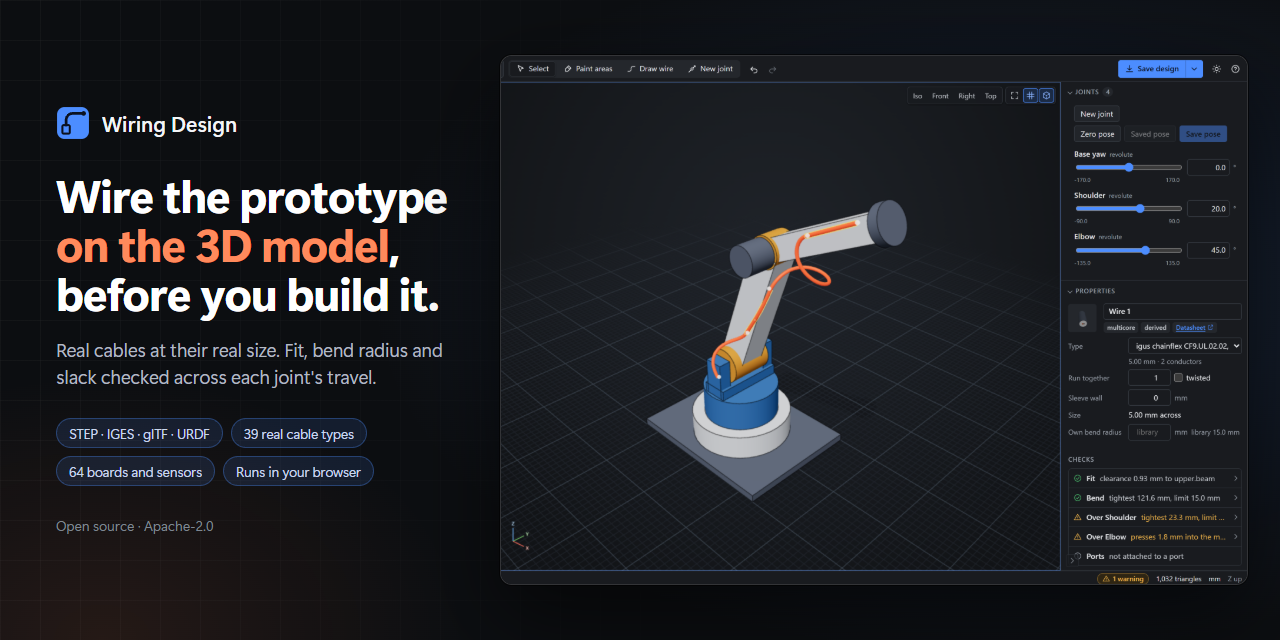 Wiring Design
Wire the prototype
on the 3D model,
before you build it.
Real cables at their real size. Fit, bend radius and
slack checked across each joint's travel.
STEP · IGES · glTF · URDF
39 real cable types
64 boards and sensors
Runs in your browser
Open source · Apache-2.0
Select
Paint areas
Draw wire
New joint
Save design
Iso
Front
Right
Top
JOINTS 4
New joint
Zero pose
Saved pose
Save pose
Base yaw revolute
0.0 °
-170.0 170.0
Shoulder revolute
20.0 °
-90.0 90.0
Elbow revolute
45.0 °
-135.0 135.0
PROPERTIES
Wire 1
multicore derived Datasheet
Type igus chainflex CF9.UL.02.02,
5.00 mm · 2 conductors
Run together 1 twisted
Sleeve wall 0 mm
Size 5.00 mm across
Own bend radius library mm library 15.0 mm
CHECKS
Fit clearance 0.93 mm to upper.beam
Bend tightest 121.6 mm, limit 15.0 mm
Over Shoulder tightest 23.3 mm, limit ...
Over Elbow presses 1.8 mm into the m...
Ports not attached to a port
1 warning 1,032 triangles mm Z up
Z
Y
X